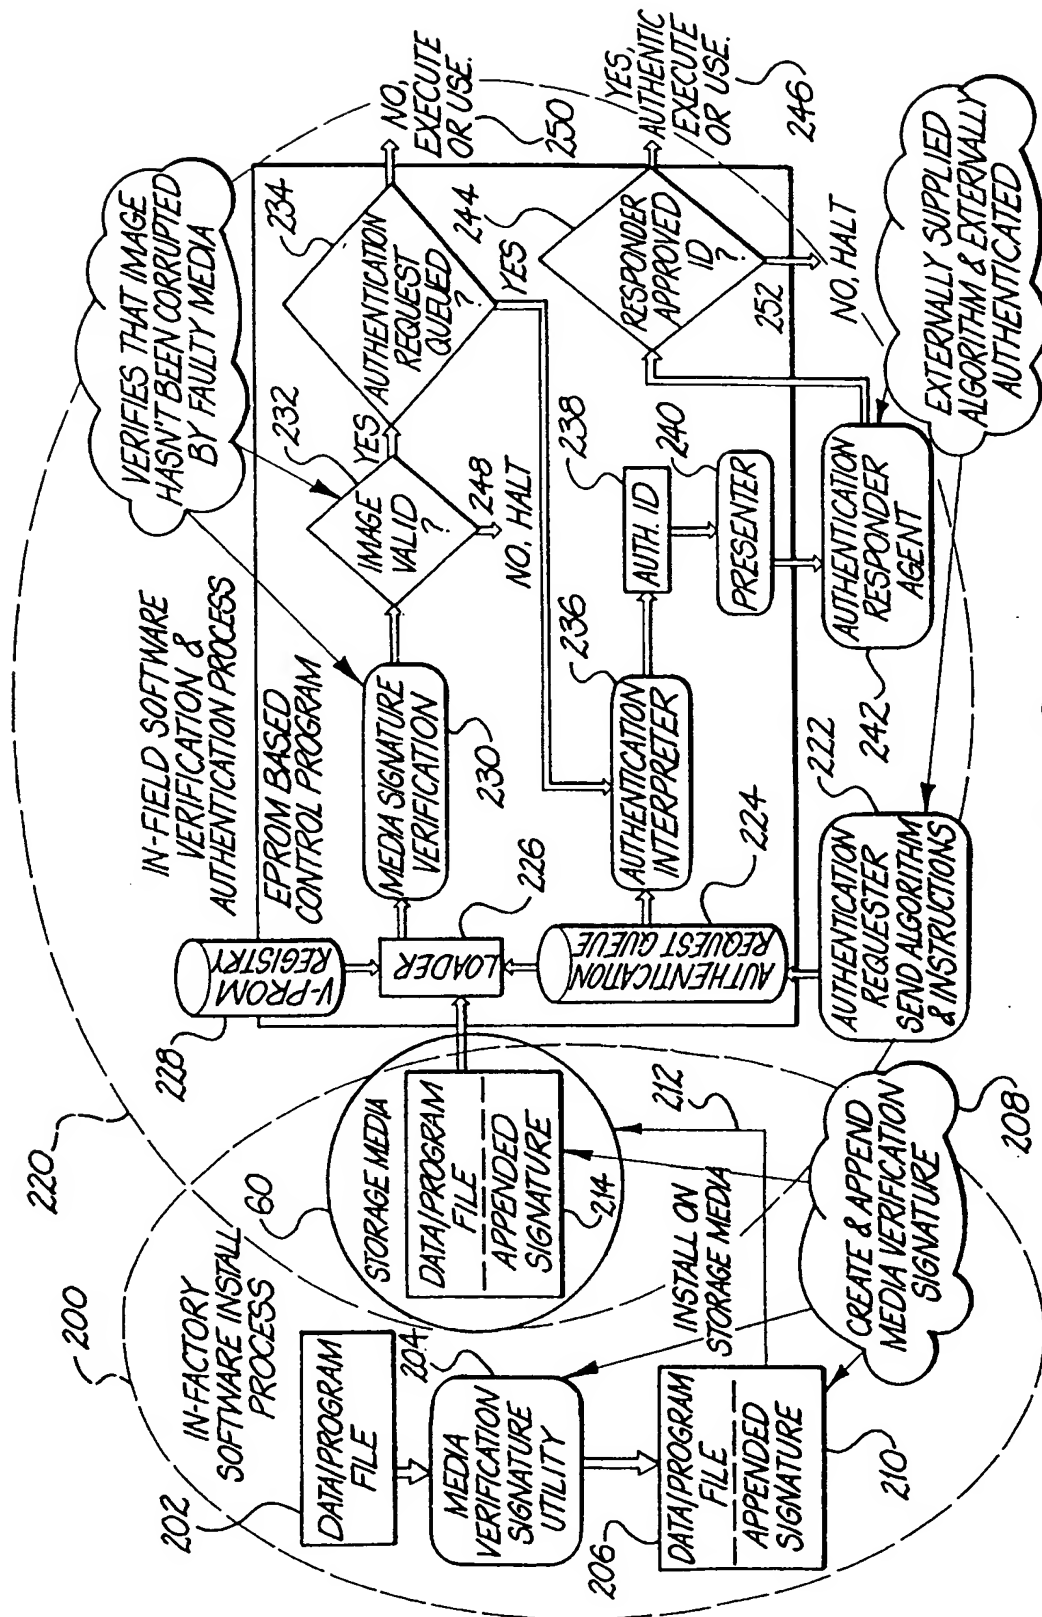 200
IN-FACTORY
SOFTWARE INSTALL
PROCESS
202
DATA/PROGRAM
FILE
204
MEDIA
VERIFICATION
SIGNATURE
UTILITY
206
DATA/PROGRAM
FILE
APPENDED
SIGNATURE
210
INSTALL ON
STORAGE MEDIA
212
CREATE & APPEND
MEDIA VERIFICATION
SIGNATURE
208
60
STORAGE MEDIA
DATA/PROGRAM
FILE
APPENDED
SIGNATURE
214
220
IN-FIELD SOFTWARE
VERIFICATION &
AUTHENTICATION PROCESS
228
V-PROM
REGISTRY
EPROM BASED
CONTROL PROGRAM
LOADER
226
AUTHENTICATION
REQUEST QUEUE
224
AUTHENTICATION
REQUESTER
SEND ALGORITHM
& INSTRUCTIONS
222
MEDIA SIGNATURE
VERIFICATION
230
VERIFIES THAT IMAGE
HASN'T BEEN CORRUPTED
BY FAULTY MEDIA
232
IMAGE
VALID
?
YES
248
NO, HALT
234
AUTHENTICATION
REQUEST
QUEUED
?
YES
NO,
EXECUTE
OR USE.
250
AUTHENTICATION
INTERPRETER
236
AUTH. ID
238
PRESENTER
240
AUTHENTICATION
RESPONDER
AGENT
242
244
RESPONDER
APPROVED
ID
?
YES,
AUTHENTIC
/EXECUTE
OR USE.
246
252
NO, HALT
EXTERNALLY SUPPLIED
ALGORITHM & EXTERNALLY
AUTHENTICATED